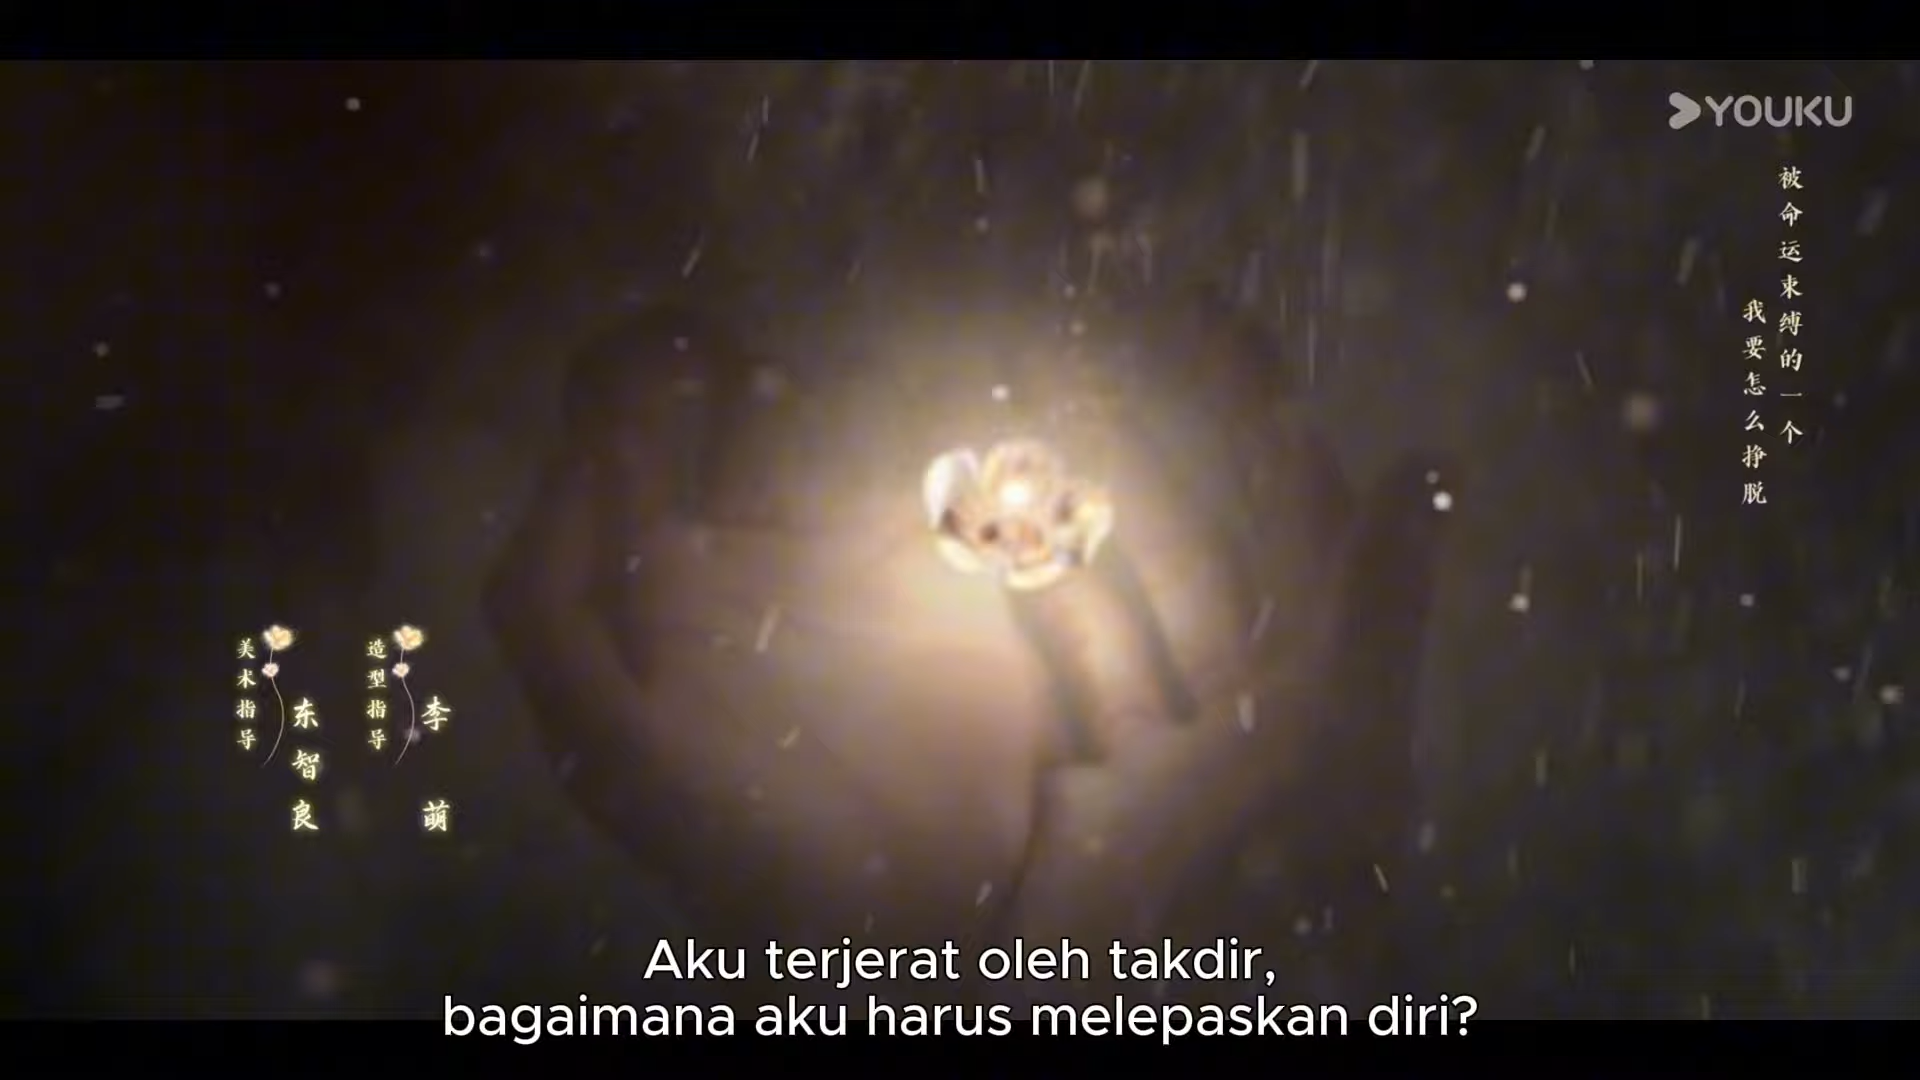 YOUKU
被命运束缚的一个
我要怎么挣脱
造型指导
李萌
美术指导
东智良
Aku terjerat oleh takdir,
bagaimana aku harus melepaskan diri?